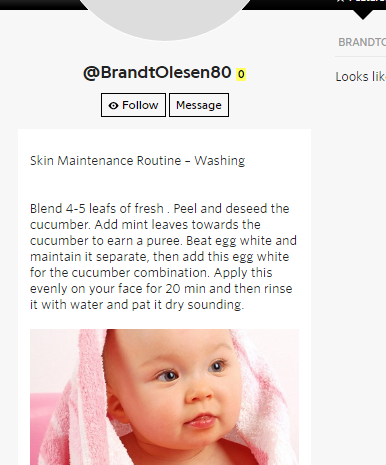 @BrandtOlesen80 0
Follow Message
BRANDTO
Looks lik
Skin Maintenance Routine – Washing
Blend 4-5 leafs of fresh . Peel and deseed the
cucumber. Add mint leaves towards the
cucumber to earn a puree. Beat egg white and
maintain it separate, then add this egg white
for the cucumber combination. Apply this
evenly on your face for 20 min and then rinse
it with water and pat it dry sounding.